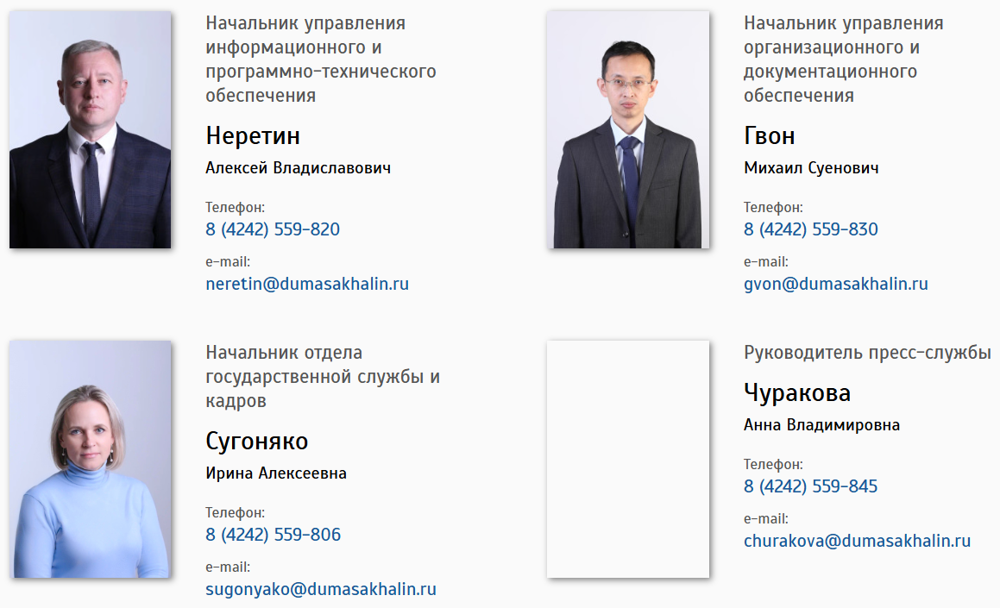 Начальник управления
информационного и
программно-технического
обеспечения
Неретин
Алексей Владиславович
Телефон:
8 (4242) 559-820
e-mail:
neretin@dumasakhalin.ru
Начальник управления
организационного и
документационного
обеспечения
Гвон
Михаил Суенович
Телефон:
8 (4242) 559-830
e-mail:
gvon@dumasakhalin.ru
Начальник отдела
государственной службы и
кадров
Сугоняко
Ирина Алексеевна
Телефон:
8 (4242) 559-806
e-mail:
sugonyako@dumasakhalin.ru
Руководитель пресс-службы
Чуракова
Анна Владимировна
Телефон:
8 (4242) 559-845
e-mail:
churakova@dumasakhalin.ru